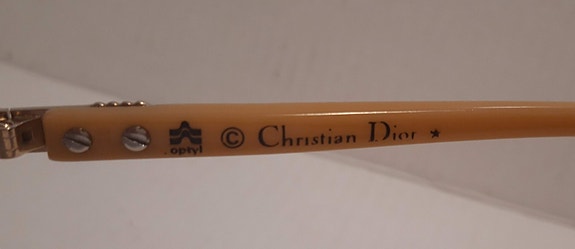 optyl © Christian Dior ★